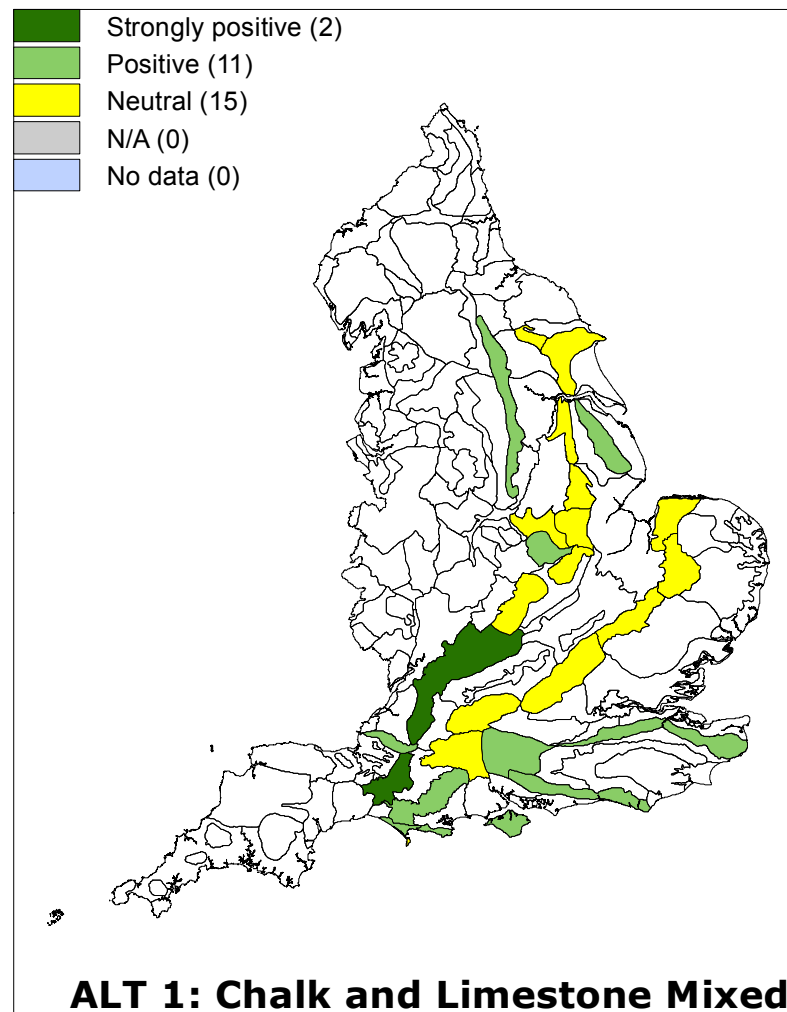 Strongly positive (2)
Positive (11)
Neutral (15)
N/A (0)
No data (0)
ALT 1: Chalk and Limestone Mixed